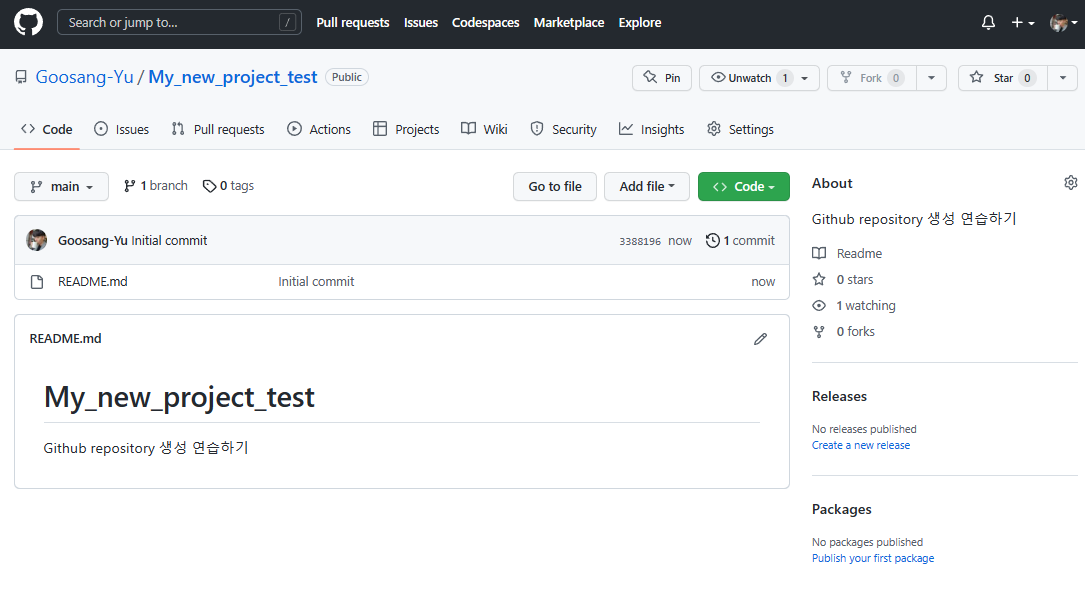 Search or jump to... /
Pull requests Issues Codespaces Marketplace Explore
Goosang-Yu / My_new_project_test Public
Pin Unwatch 1 Fork 0 Star 0
Code Issues Pull requests Actions Projects Wiki Security Insights Settings
main 1 branch 0 tags Go to file Add file Code
Goosang-Yu Initial commit 3388196 now 1 commit
README.md Initial commit now
README.md
My_new_project_test
Github repository 생성 연습하기
About
Github repository 생성 연습하기
Readme
0 stars
1 watching
0 forks
Releases
No releases published
Create a new release
Packages
No packages published
Publish your first package